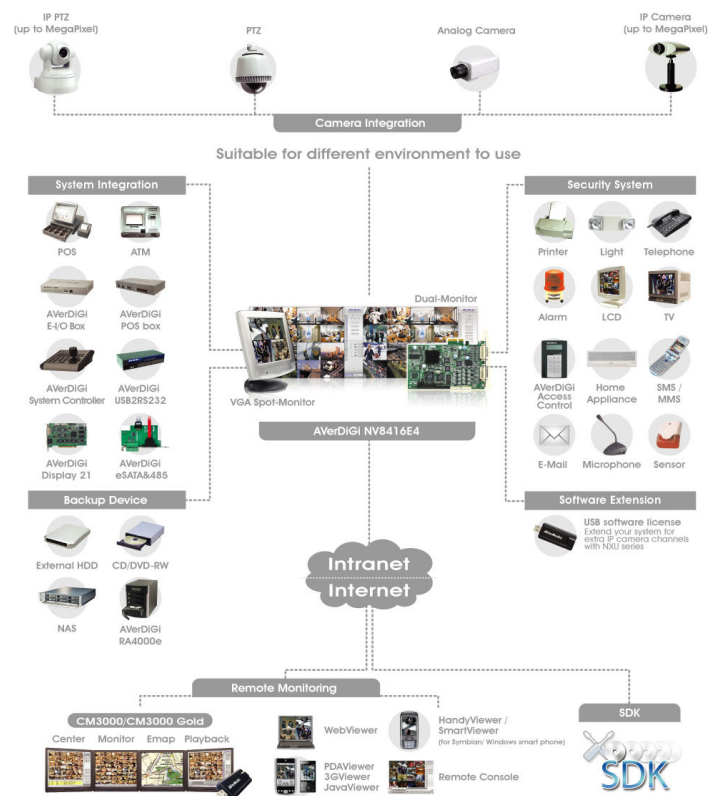 IP PTZ
(up to MegaPixel)
PTZ
Analog Camera
IP Camera
(up to MegaPixel)
Camera Integration
Suitable for different environment to use
System Integration
POS
ATM
AVerDiGi
E-I/O Box
AVerDiGi
POS box
AVerDiGi
System Controller
AVerDiGi
USB2RS232
AVerDiGi
Display 21
AVerDiGi
eSATA&485
Backup Device
External HDD
CD/DVD-RW
NAS
AVerDiGi
RA4000e
Dual-Monitor
VGA Spot-Monitor
AVerDiGi NV8416E4
Security System
Printer
Light
Telephone
Alarm
LCD
TV
AVerDiGi
Access
Control
Home
Appliance
SMS /
MMS
E-Mail
Microphone
Sensor
Software Extension
USB software license
Extend your system for
extra IP camera channels
with NXU series
Intranet
Internet
Remote Monitoring
CM3000/CM3000 Gold
Center
Monitor
Emap
Playback
WebViewer
HandyViewer /
SmartViewer
(for Symbian/ Windows smart phone)
PDAViewer
3GViewer
JavaViewer
Remote Console
SDK
SDK